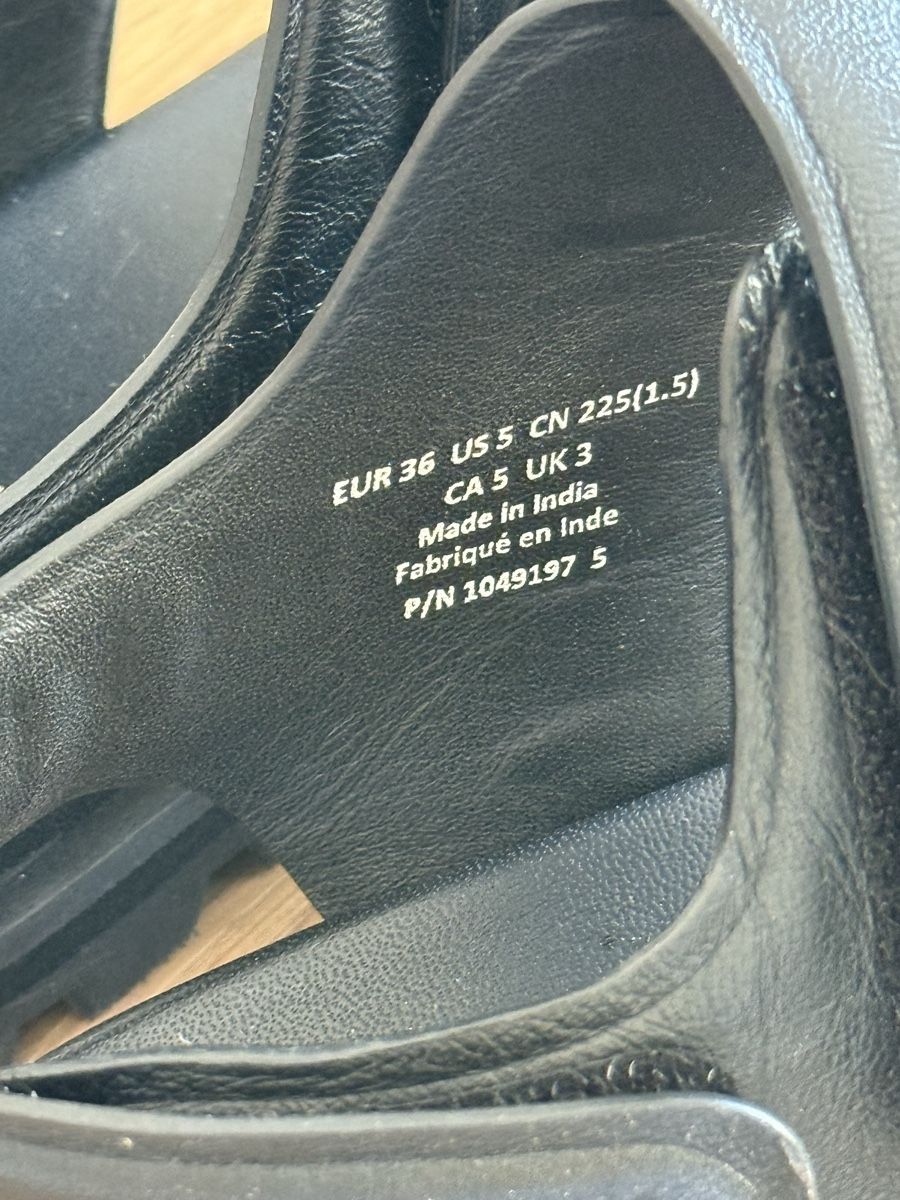 EUR 36 US 5 CN 225(1.5)
CA 5 UK 3
Made in India
Fabriqué en Inde
P/N 1049197 5